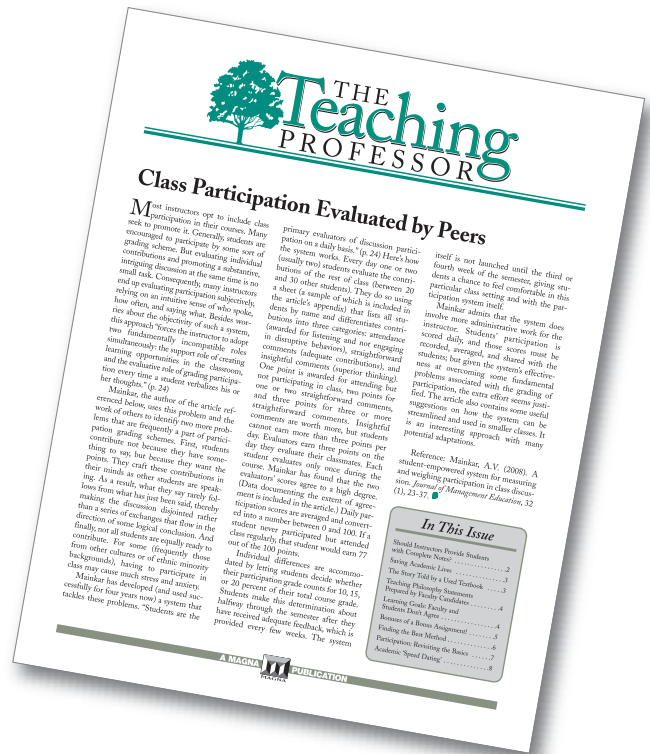 THE
Teaching
PROFESSOR
Class Participation Evaluated by Peers
Most instructors opt to include class
participation in their courses. Many
seek to promote it. Generally, students are
encouraged to participate by some sort of
grading scheme. But evaluating individual
contributions and promoting a substantive,
intriguing discussion at the same time is no
small task. Consequently, many instructors
end up evaluating participation subjectively,
relying on an intuitive sense of who spoke,
how often, and saying what. Besides wor-
ries about the objectivity of such a system,
this approach "forces the instructor to adopt
two fundamentally incompatible roles
simultaneously: the support role of creating
learning opportunities in the classroom,
and the evaluative role of grading participa-
tion every time a student verbalizes his or
her thoughts." (p. 24)
Mainkar, the author of the article ref-
erenced below, uses this problem and the
work of others to identify two more prob-
lems that are frequently a part of partici-
pation grading schemes. First, students
contribute not because they have some-
thing to say, but because they want the
points. They craft these contributions in
their minds as other students are speak-
ing. As a result, what they say rarely fol-
lows from what has just been said, thereby
making the discussion disjointed rather
than a series of exchanges that flow in the
direction of some logical conclusion. And
finally, not all students are equally ready to
contribute. For some (frequently those
from other cultures or of ethnic minority
backgrounds), having to participate in
class may cause much stress and anxiety.
Mainkar has developed (and used suc-
cessfully for four years now) a system that
tackles these problems. "Students are the
primary evaluators of discussion partici-
pation on a daily basis." (p. 24) Here's how
the system works. Every day one or two
(usually two) students evaluate the contri-
butions of the rest of class (between 20
and 30 other students). They do so using
a sheet (a sample of which is included in
the article's appendix) that lists all stu-
dents by name and differentiates contri-
butions into three categories: attendance
(awarded for listening and nor engaging
in disruptive behaviors), straightforward
comments (adequate contributions), and
insightful comments (superior thinking).
One point is awarded for attending but
not participating in class, two points for
one or two straightforward comments,
and three points for three or more
straightforward comments. Insightful
comments are worth more, but students
cannot earn more than three points per
day. Evaluators earn three points on the
day they evaluate their classmates. Each
student evaluates only once during the
course. Mainkar has found that the two
evaluators' scores agree to a high degree.
(Data documenting the extent of agree-
ment is included in the article.) Daily par-
ticipation scores are averaged and convert-
ed into a number between 0 and 100. If a
student never participated but attended
class regularly, that student would earn 77
out of the 100 points.
Individual differences are accommo-
dated by letting students decide whether
their participation grade counts for 10, 15,
or 20 percent of their total course grade.
Students make this determination about
halfway through the semester after they
have received adequate feedback, which is
provided every few weeks. The system
itself is not launched until the third or
fourth week of the semester, giving stu-
dents a chance to feel comfortable in this
particular class setting and with the par-
ticipation system itself.
Mainkar admits that the system does
involve more administrative work for the
instructor. Students' participation is
scored daily, and those scores must be
recorded, averaged, and shared with the
students; but given the system's effective-
ness at overcoming some fundamental
problems associated with the grading of
participation, the extra effort seems justi-
fied. The article also contains some useful
suggestions on how the system can be
streamlined and used in smaller classes. It
is an interesting approach with many
potential adaptations.
Reference: Mainkar, A.V. (2008). A
student-empowered system for measuring
and weighing participation in class discus-
sion. Journal of Management Education, 32
(1), 23-37.
In This Issue
Should Instructors Provide Students
with Complete Notes? . . . . . . . . . . . . .2
Saving Academic Lives . . . . . . . . . . . .3
The Story Told by a Used Textbook . .3
Teaching Philosophy Statements
Prepared by Faculty Candidates . . . . . .4
Learning Goals: Faculty and
Students Don't Agree . . . . . . . . . . . . .4
Bonuses of a Bonus Assignment! . . . . .5
Finding the Best Method . . . . . . . . . .6
Participation: Revisiting the Basics . . .7
Academic 'Speed Dating' . . . . . . . . . .8
A MAGNA PUBLICATION
MAGNA